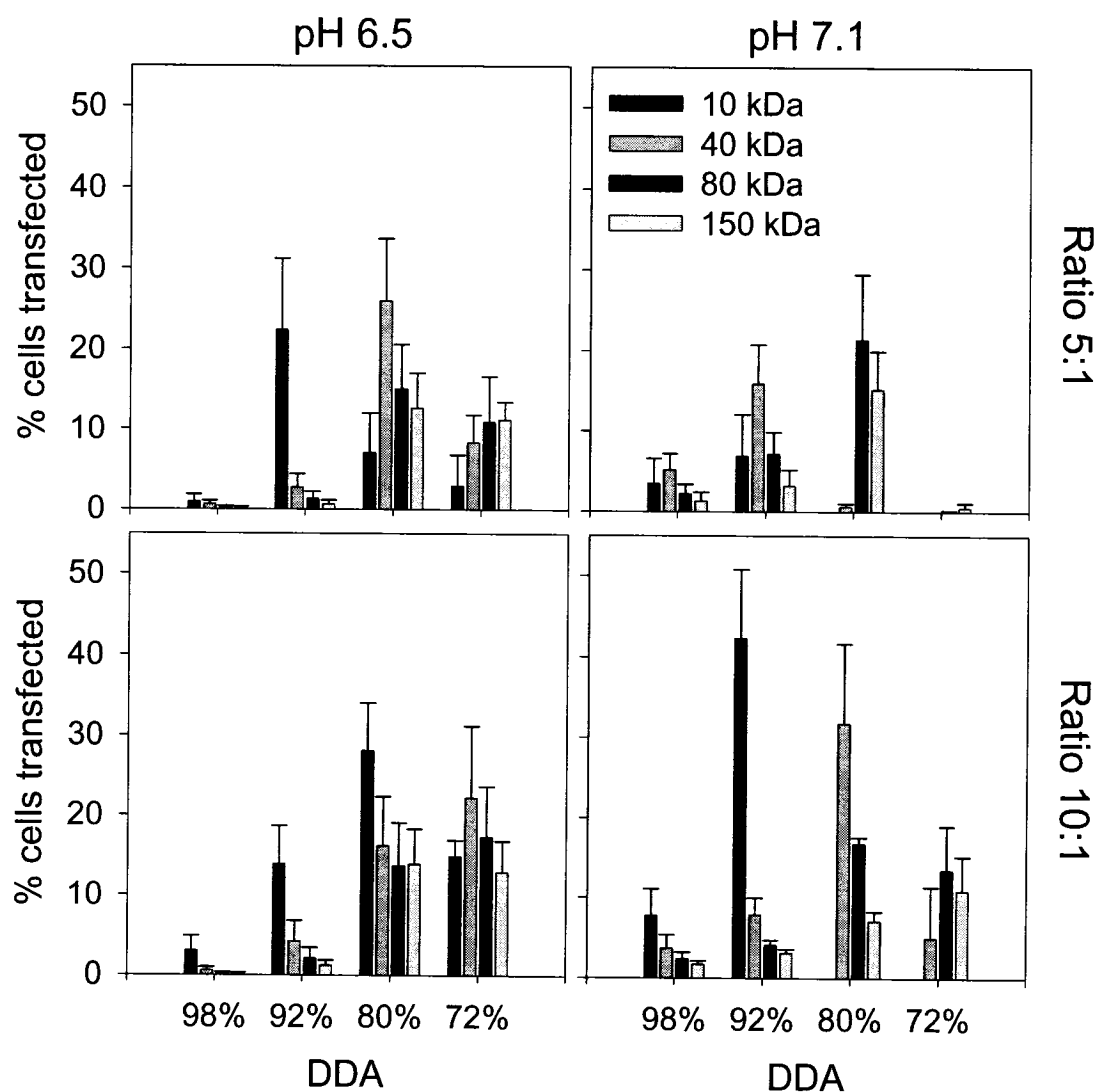 pH 6.5
pH 7.1
% cells transfected
50
40
30
20
10
0
10 kDa
40 kDa
80 kDa
150 kDa
Ratio 5:1
% cells transfected
50
40
30
20
10
0
Ratio 10:1
98% 92% 80% 72%
DDA
98% 92% 80% 72%
DDA